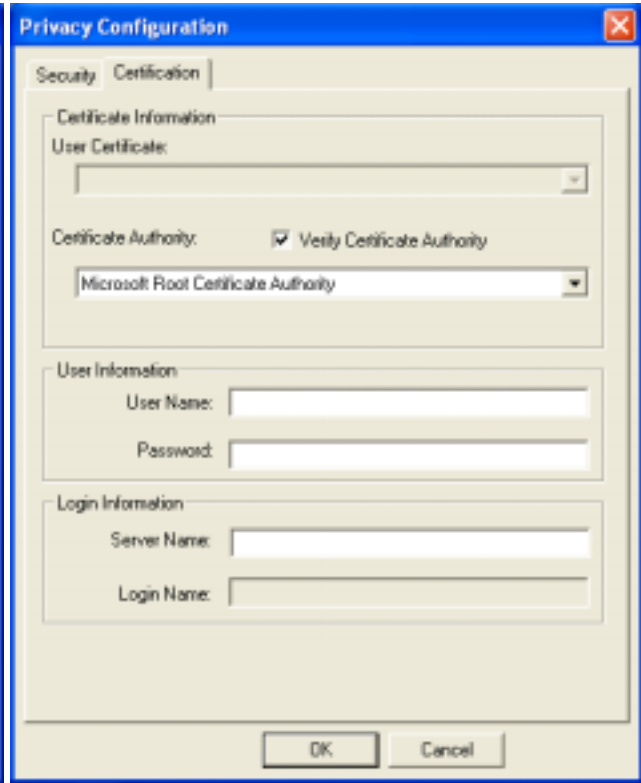 Privacy Configuration
Security Certification
Certificate Information
User Certificate:
Certificate Authority: Verify Certificate Authority
Microsoft Root Certificate Authority
User Information
User Name:
Password:
Login Information
Server Name:
Login Name:
OK Cancel